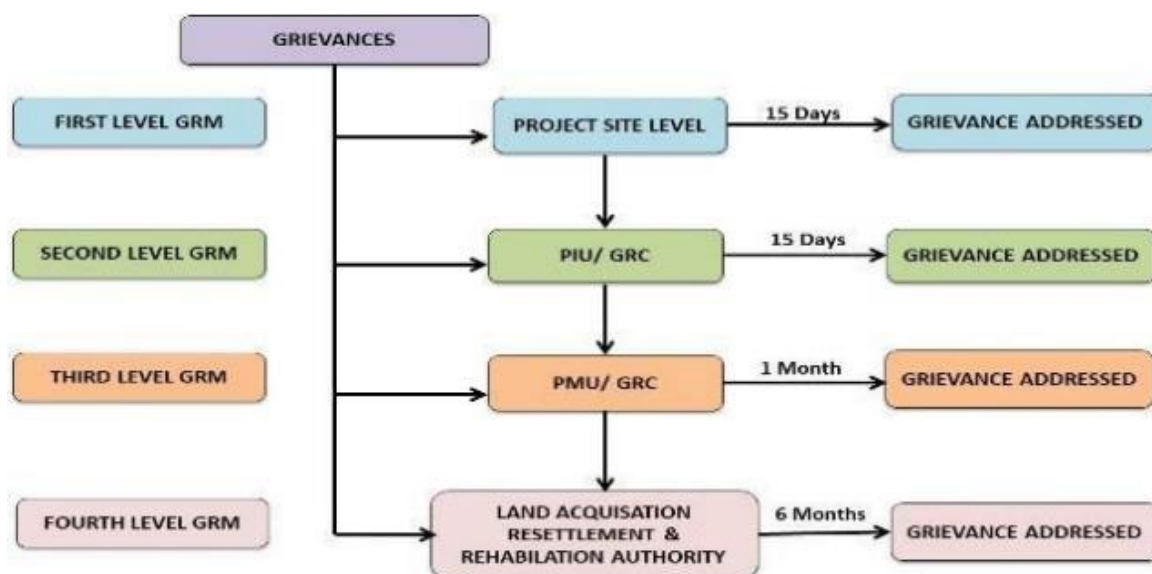 GRIEVANCES
FIRST LEVEL GRM
PROJECT SITE LEVEL
15 Days
GRIEVANCE ADDRESSED
SECOND LEVEL GRM
PIU/ GRC
15 Days
GRIEVANCE ADDRESSED
THIRD LEVEL GRM
PMU/ GRC
1 Month
GRIEVANCE ADDRESSED
FOURTH LEVEL GRM
LAND ACQUISATION
RESETTLEMENT &
REHABILATION AUTHORITY
6 Months
GRIEVANCE ADDRESSED